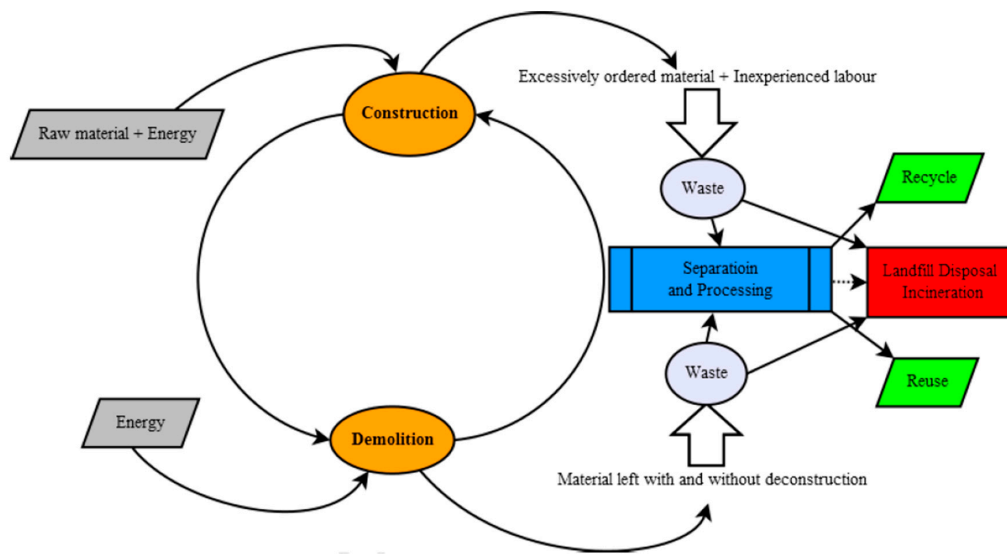 Excessively ordered material + Inexperienced labour
Construction
Raw material + Energy
Waste
Recycle
Separatioin
and Processing
Landfill Disposal
Incineration
Waste
Reuse
Energy
Demolition
Material left with and without deconstruction